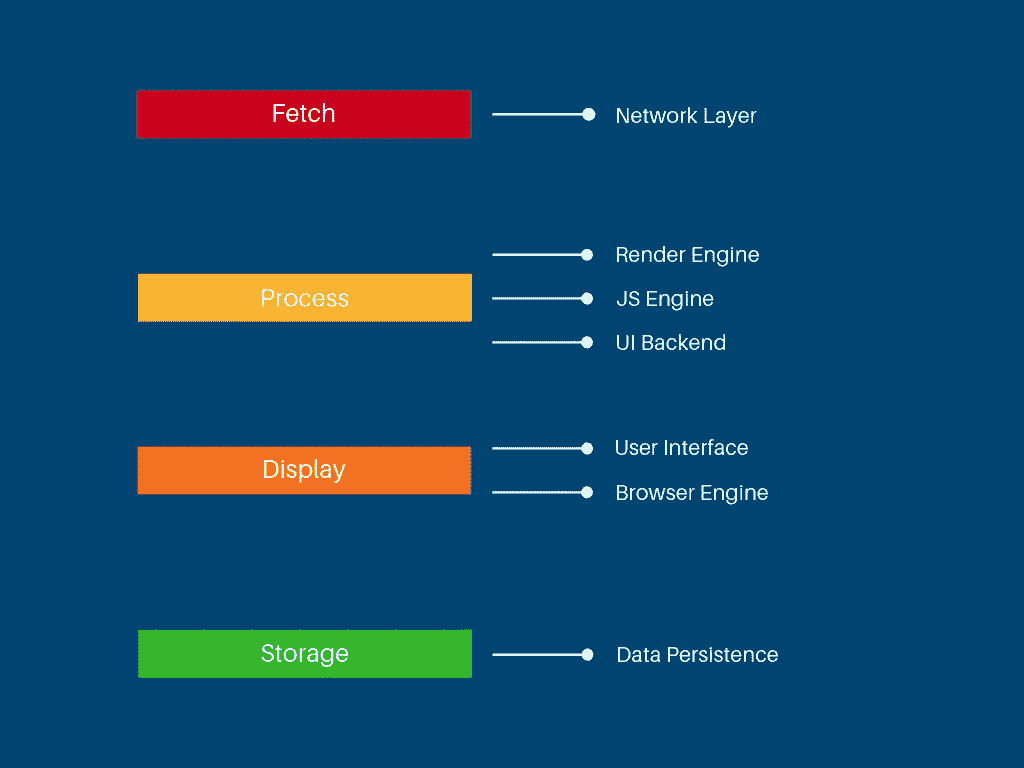 Fetch
Network Layer
Render Engine
Process
JS Engine
UI Backend
User Interface
Display
Browser Engine
Storage
Data Persistence